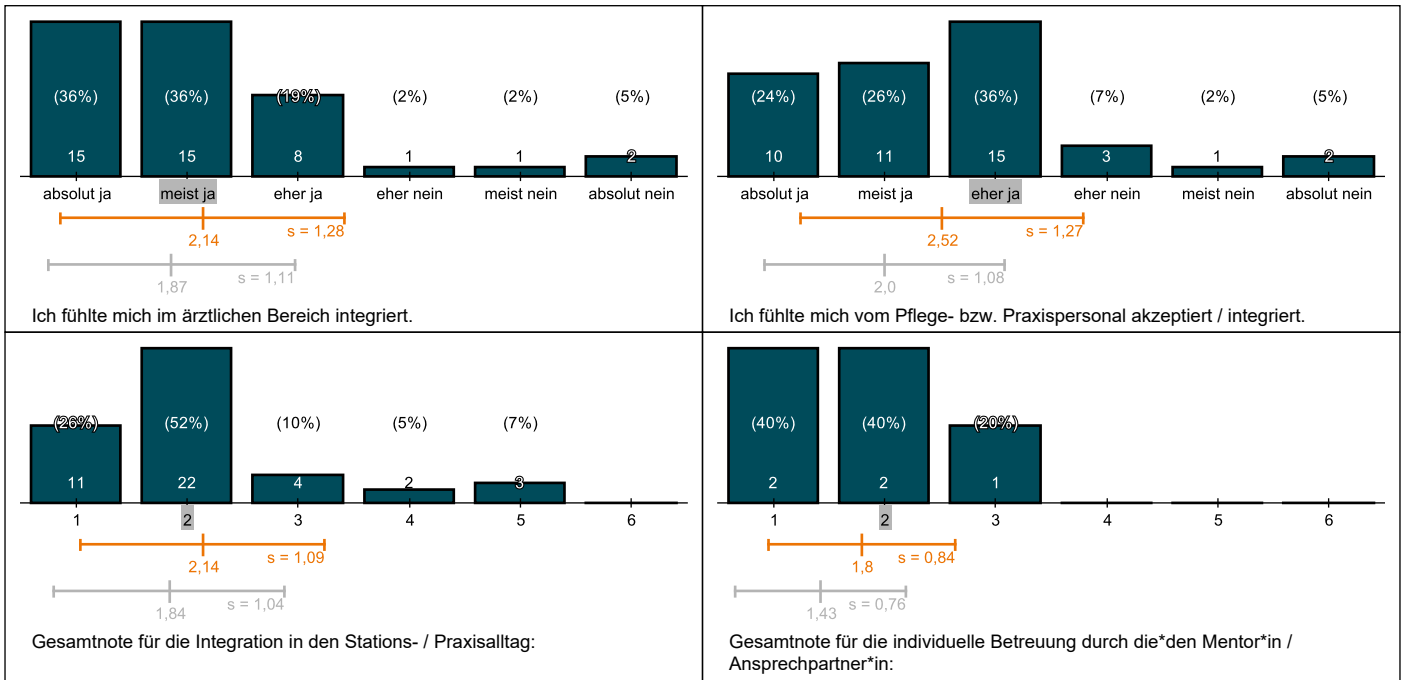 (36%) (36%) (19%) (2%) (2%) (5%)
15 15 8 1 1 2
absolut ja meist ja eher ja eher nein meist nein absolut nein
s = 1,28
2,14
s = 1,11
1,87
Ich fühlte mich im ärztlichen Bereich integriert.
(24%) (26%) (36%) (7%) (2%) (5%)
10 11 15 3 1 2
absolut ja meist ja eher ja eher nein meist nein absolut nein
s = 1,27
2,52
s = 1,08
2,0
Ich fühlte mich vom Pflege- bzw. Praxispersonal akzeptiert / integriert.
(26%) (52%) (10%) (5%) (7%)
11 22 4 2 3
1 2 3 4 5 6
s = 1,09
2,14
s = 1,04
1,84
Gesamtnote für die Integration in den Stations- / Praxisalltag:
(40%) (40%) (20%)
2 2 1
1 2 3 4 5 6
s = 0,84
1,8
s = 0,76
1,43
Gesamtnote für die individuelle Betreuung durch die*den Mentor*in /
Ansprechpartner*in: